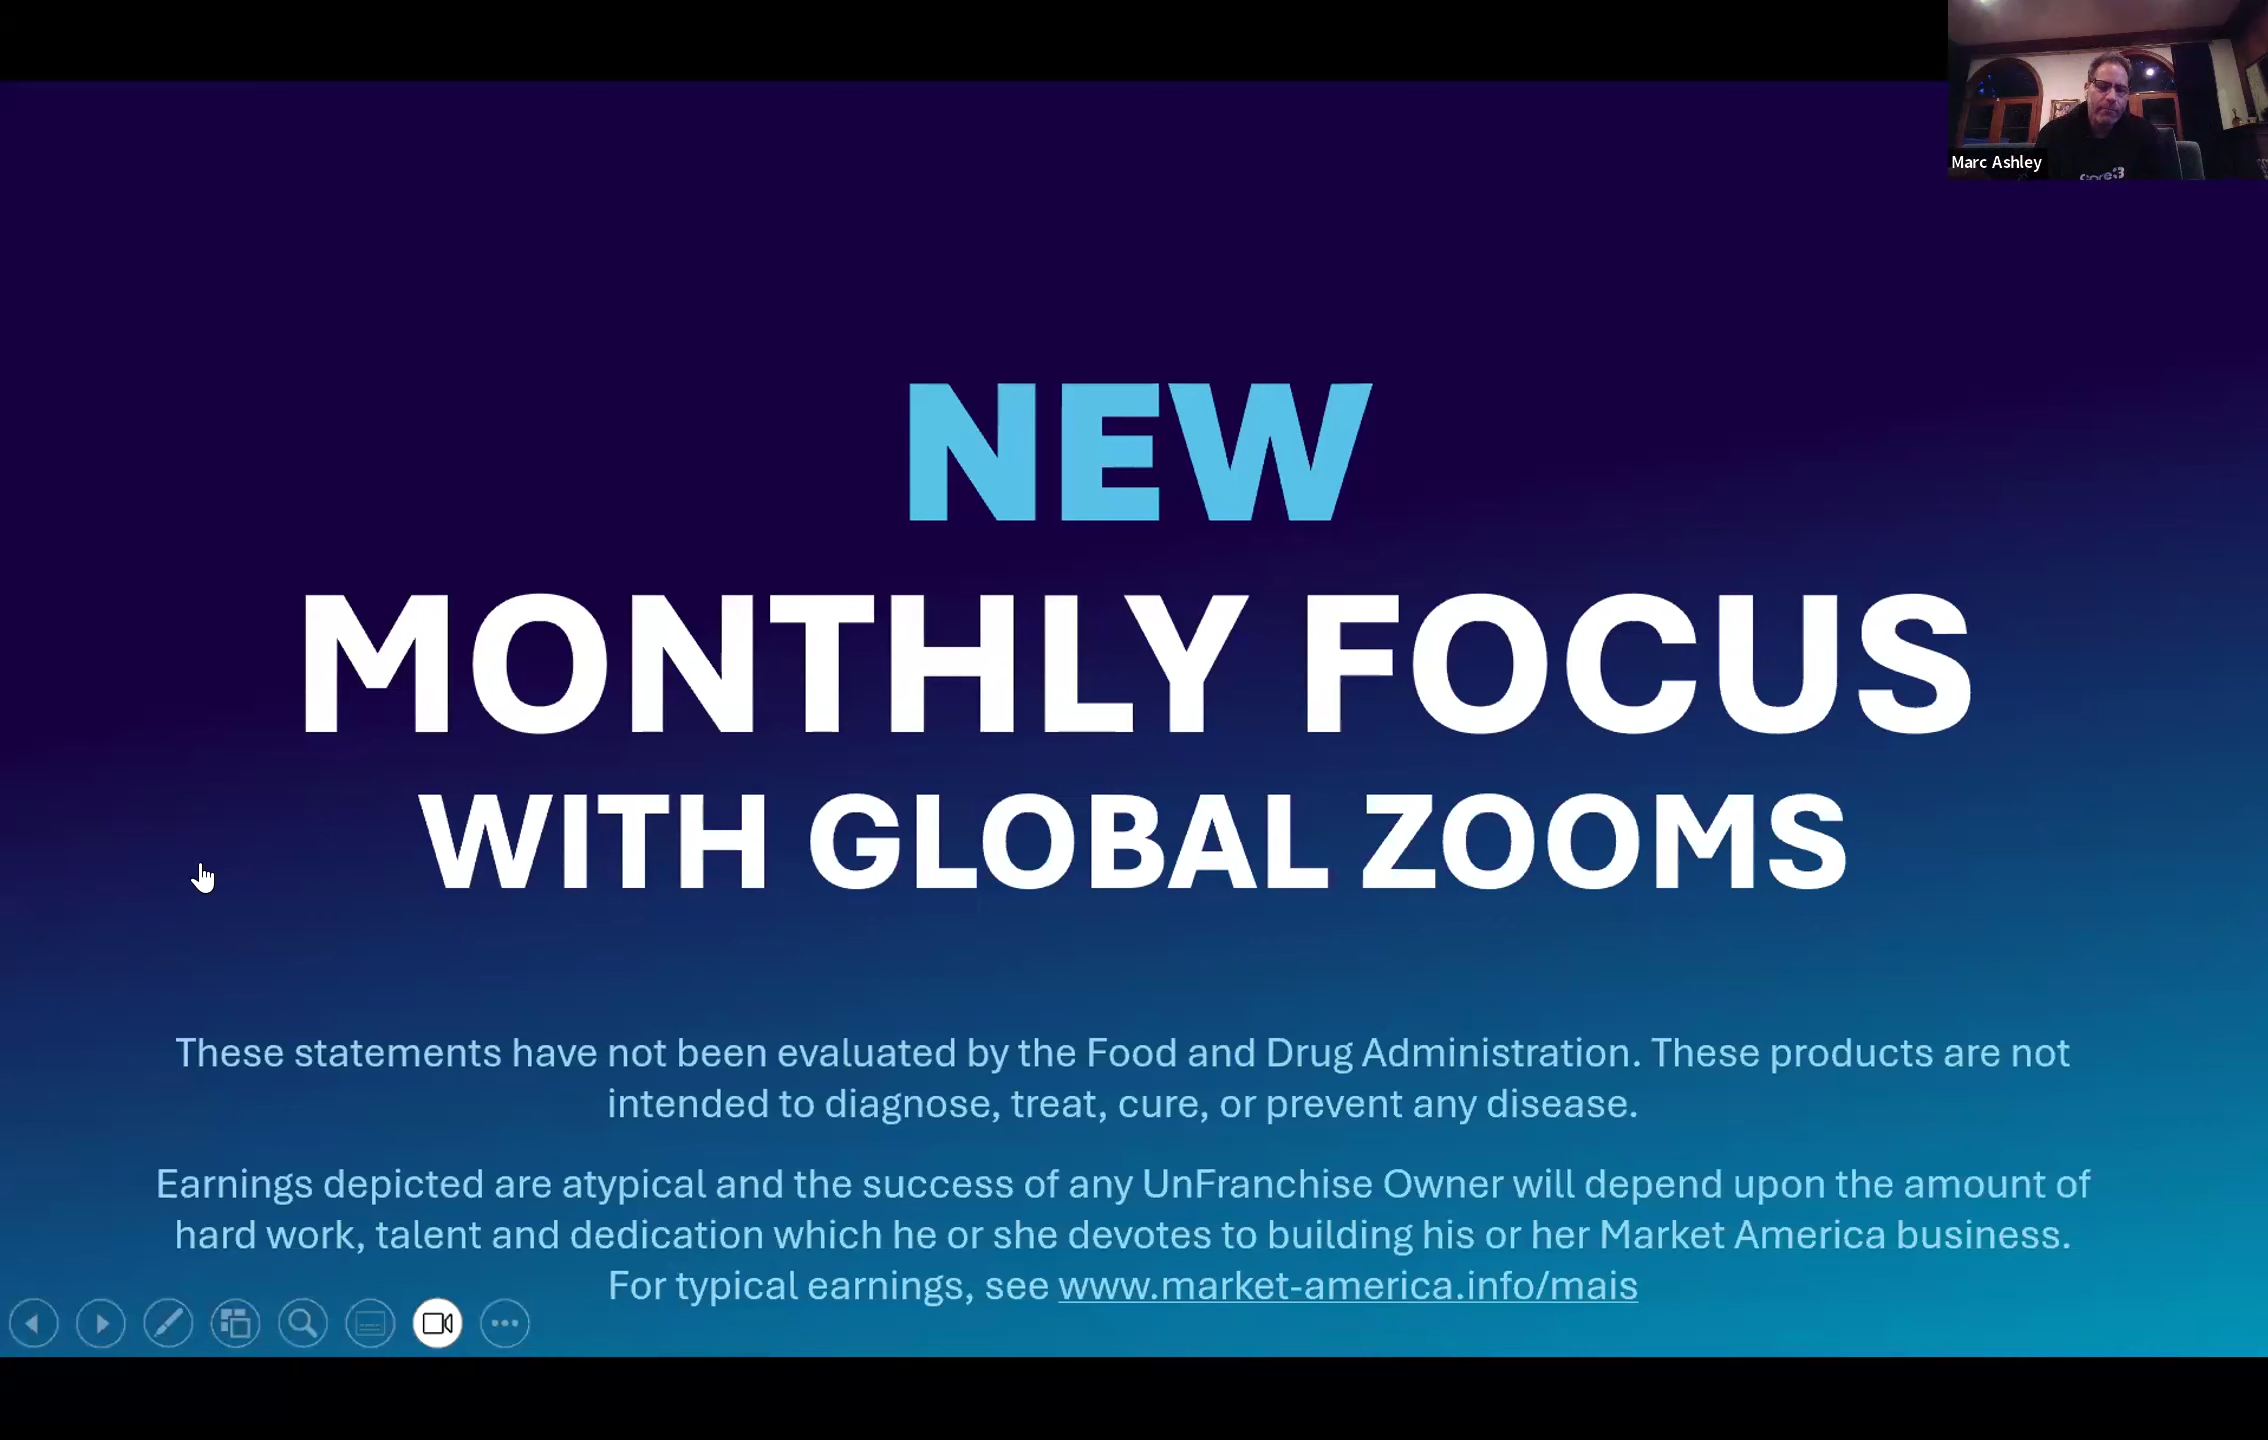 Marc Ashley
NEW
MONTHLY FOCUS
WITH GLOBAL ZOOMS
These statements have not been evaluated by the Food and Drug Administration. These products are not
intended to diagnose, treat, cure, or prevent any disease.
Earnings depicted are atypical and the success of any UnFranchise Owner will depend upon the amount of
hard work, talent and dedication which he or she devotes to building his or her Market America business.
For typical earnings, see www.market-america.info/mais